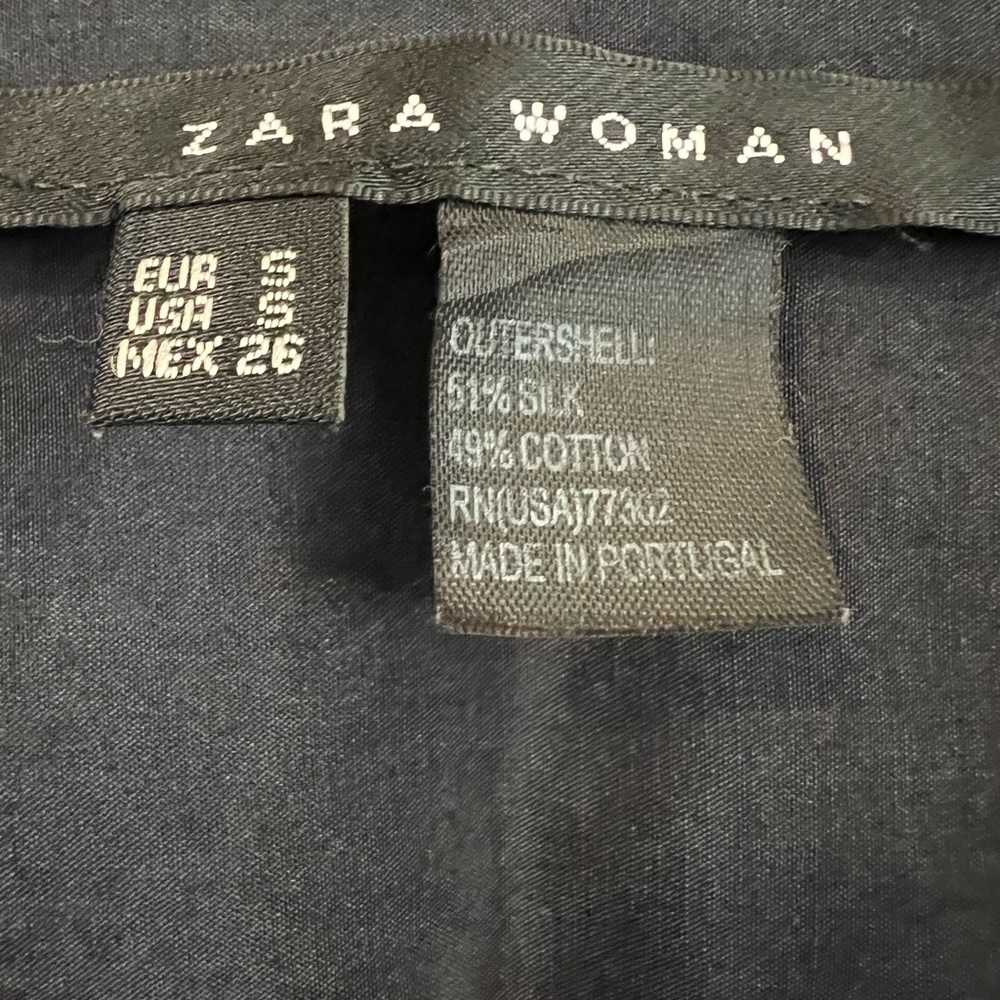 ZARA WOMAN
EUR S
USA S
MEX 26
OUTERSHELL:
51% SILK
49% COTTON
RN(USA)77302
MADE IN PORTUGAL